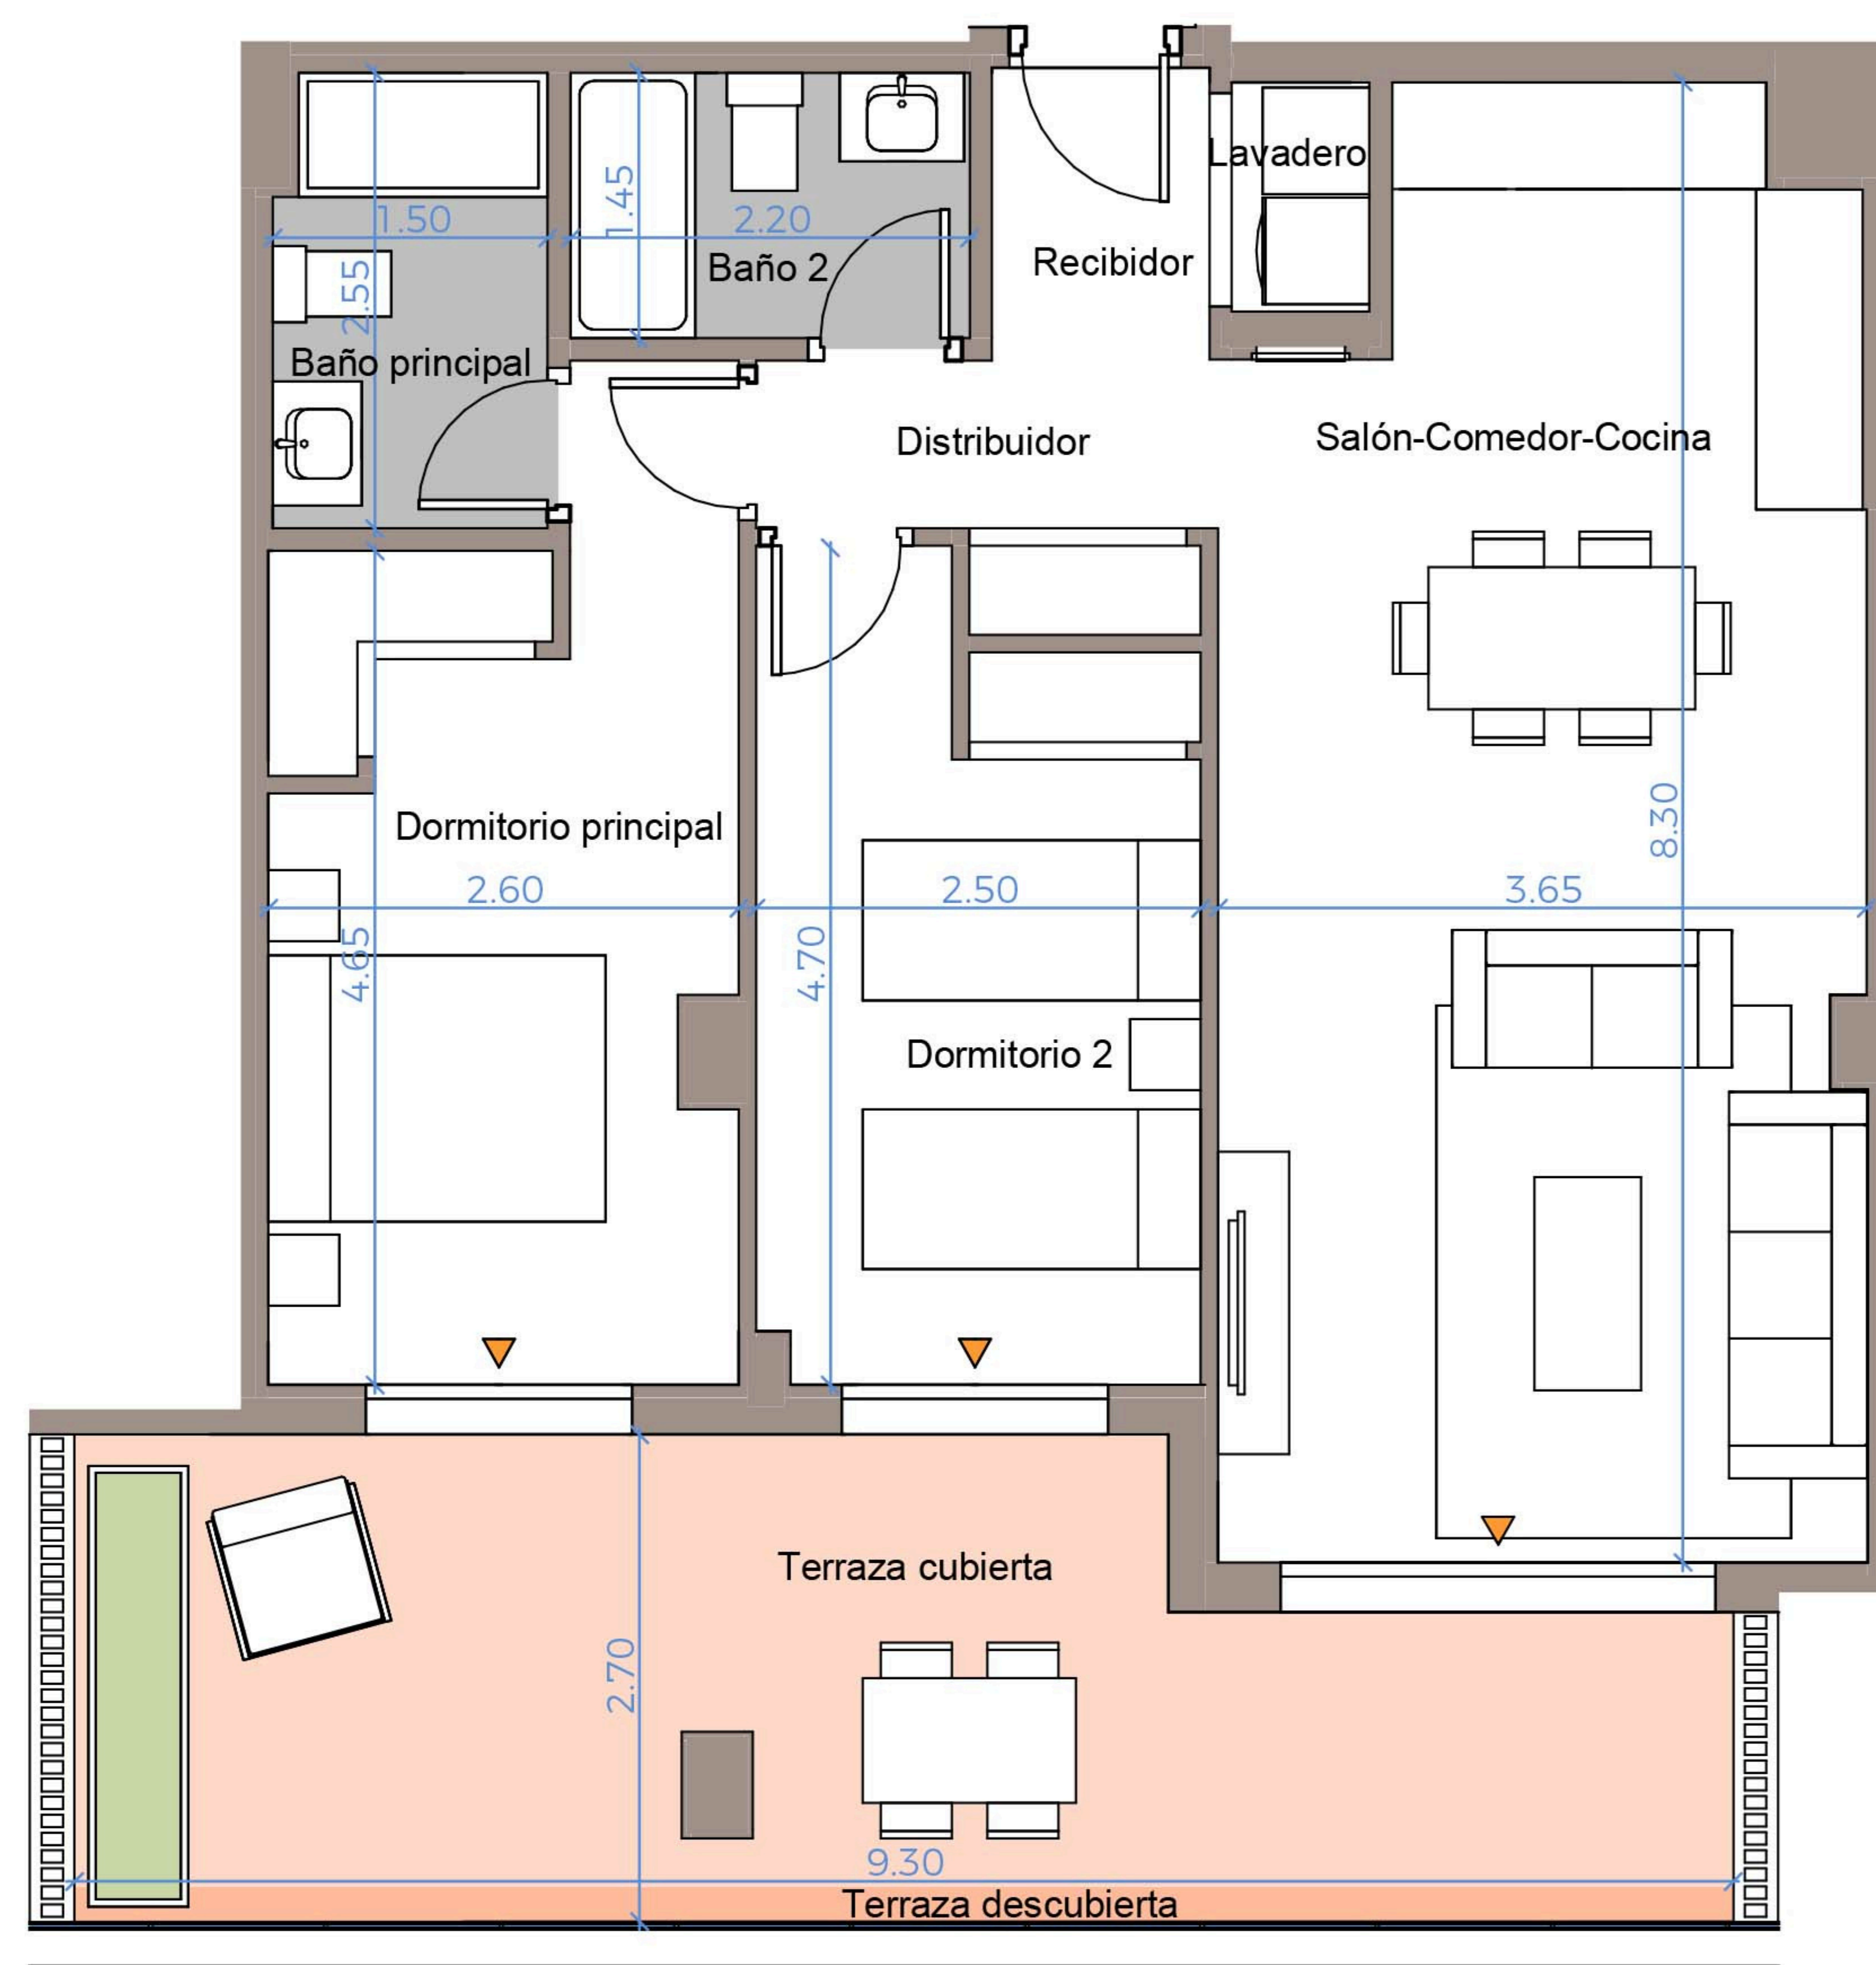 Lavadero
1.50
1.45
2.20
Recibidor
Baño 2
2.55
Baño principal
Distribuidor
Salón-Comedor-Cocina
Dormitorio principal
8.30
2.60
2.50
3.65
4.65
4.70
Dormitorio 2
Terraza cubierta
2.70
9.30
Terraza descubierta